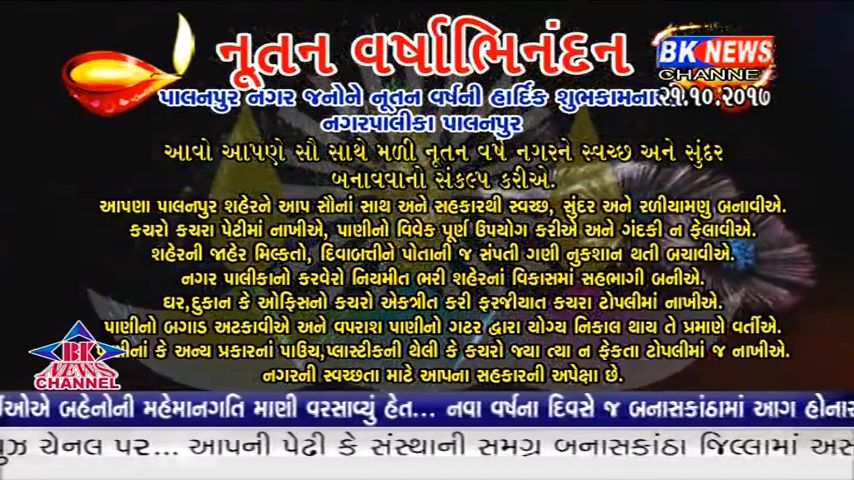 નૂતન વર્ષાભિનંદન
BK NEWS
CHANNE
પાલનપુર નગર જનોને નૂતન વર્ષની હાર્દિક શુભકામના
૨૧.૧૦.૨૦૧૭
નગરપાલીકા પાલનપુર
આવો આપણે સૌ સાથે મળી નૂતન વર્ષે નગરને સ્વચ્છ અને સુંદર
બનાવવાનો સંકલ્પ કરીએ.
આપણા પાલનપુર શહેરને આપ સૌનાં સાથ અને સહકારથી સ્વચ્છ, સુંદર અને રળીયામણુ બનાવીએ.
કચરો કચરા પેટીમાં નાખીએ, પાણીનો વિવેક પૂર્ણ ઉપયોગ કરીએ અને ગંદકી ન ફેલાવીએ.
શહેરની જાહેર મિલ્કતો, દિવાબત્તીને પોતાની જ સંપતી ગણી નુકશાન થતી બચાવીએ.
નગર પાલીકાનો કરવેરો નિયમીત ભરી શહેરનાં વિકાસમાં સહભાગી બનીએ.
ઘર,દુકાન કે ઓફિસનો કચરો એકત્રીત કરી ફરજીયાત કચરા ટોપલીમાં નાખીએ.
પાણીનો બગાડ અટકાવીએ અને વપરાશ પાણીનો ગટર દ્વારા યોગ્ય નિકાલ થાય તે પ્રમાણે વર્તીએ.
કે અન્ય પ્રકારનાં પાઉચ,પ્લાસ્ટીકની થેલી કે કચરો જ્યા ત્યા ન ફેકતા ટોપલીમાં જ નાખીએ.
નગરની સ્વચ્છતા માટે આપના સહકારની અપેક્ષા છે.
BK
NEWS
CHANNEL
બહેનોની મહેમાનગતિ માણી વરસાવ્યું હેત... નવા વર્ષના દિવસે જ બનાસકાંઠામાં આગ
ચેનલ પર... આપની પેઢી કે સંસ્થાની સમગ્ર બનાસકાંઠા જિલ્લામાં